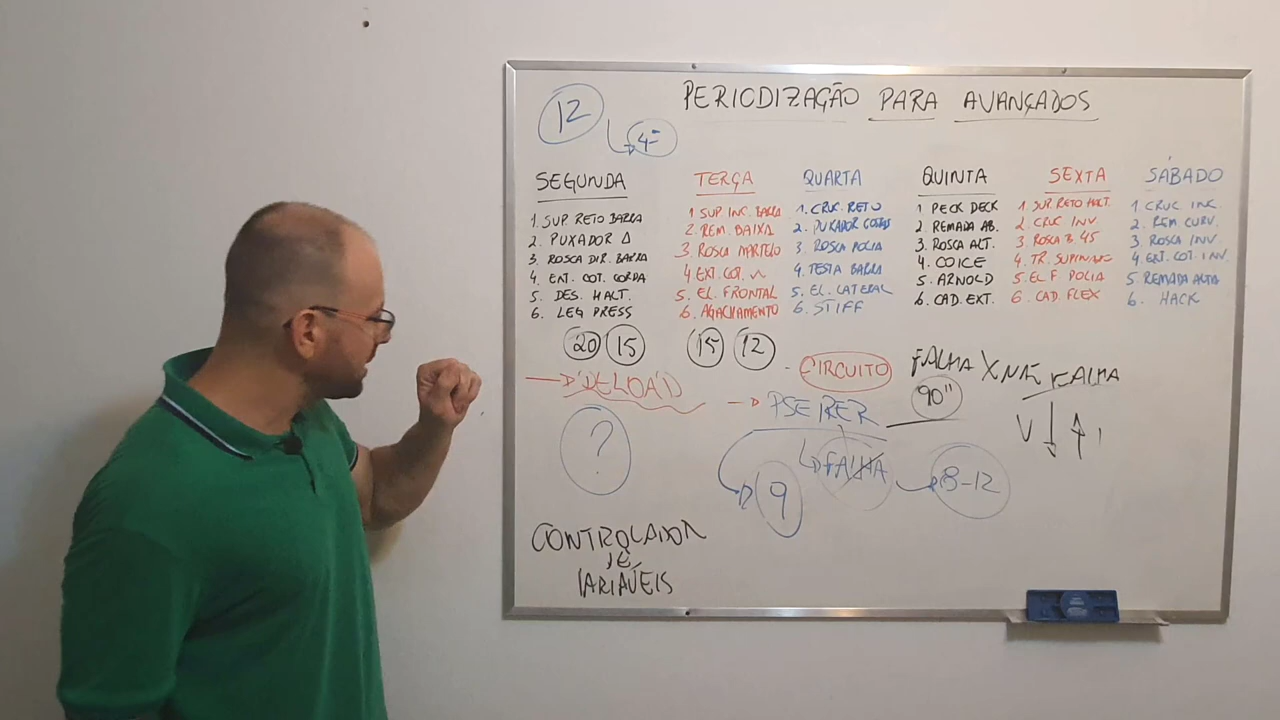 PERIODIZAÇÃO PARA AVANÇADOS
12
4ª
SEGUNDA
1. SUP. RETO BARRA
2. PUXADOR Δ
3. ROSCA DIR. BARRA
4. EXT. COT. CORDA
5. DES. HALT.
6. LEG PRESS
20 15
TERÇA
1 SUP INC. BARRA
2. REM. BAIXA
3. ROSCA MARTELO
4 EXT. COT. ^
5. EL. FRONTAL
6. AGACHAMENTO
15 12
QUARTA
1. CRUC. RETO
2. PUXADOR COSTAS
3. ROSCA POLIA
4. TESTA BARRA
5. EL. LATERAL
6. STIFF
QUINTA
1 PECK DECK
2. REMADA AB.
3. ROSCA ALT.
4. COICE
5. ARNOLD
6. CAD. EXT.
SEXTA
1 SUP RETO HALT.
2 CRUC INV.
3. ROSCA B. 45
4. TR. SUPINADO
5. EL F POLIA
6. CAD. FLEX
SÁBADO
1 CRUC. INC.
2. REM. CURV.
3. ROSCA INV.
4. EXT. COT. INV.
5 REMADA ALTA
6. HACK
- CIRCUITO
FALHA X NÃO FALHA
→ DELOAD
→ PSE RER
90"
V ↓ ↑
?
FALHA
8-12
9
CONTROLADOR
DE
VARIAVÉIS